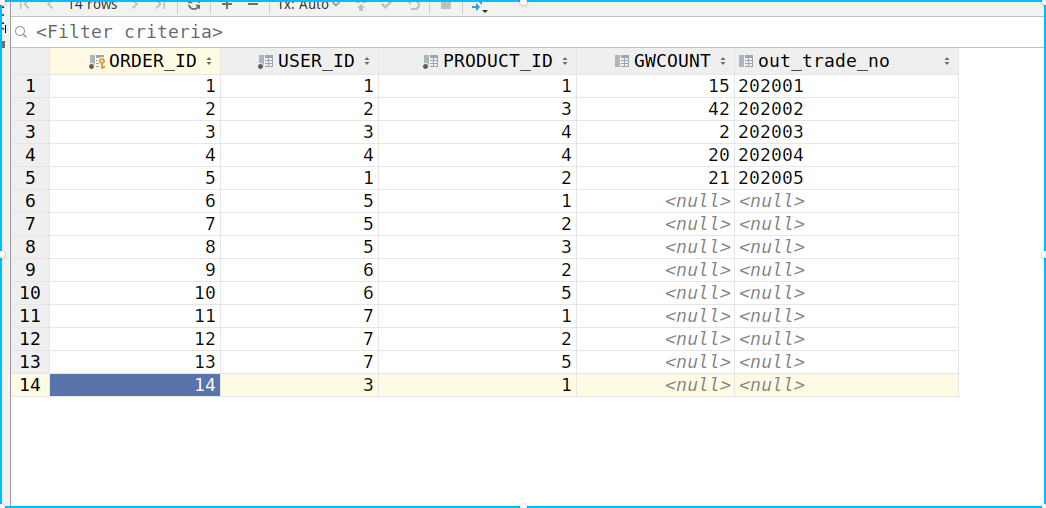 14 rows Tx: Auto
<Filter criteria>
ORDER_ID USER_ID PRODUCT_ID GWCOUNT out_trade_no
1 1 1 1 15 202001
2 2 2 3 42 202002
3 3 3 4 2 202003
4 4 4 4 20 202004
5 5 1 2 21 202005
6 6 5 1 <null> <null>
7 7 5 2 <null> <null>
8 8 5 3 <null> <null>
9 9 6 2 <null> <null>
10 10 6 5 <null> <null>
11 11 7 1 <null> <null>
12 12 7 2 <null> <null>
13 13 7 5 <null> <null>
14 14 3 1 <null> <null>